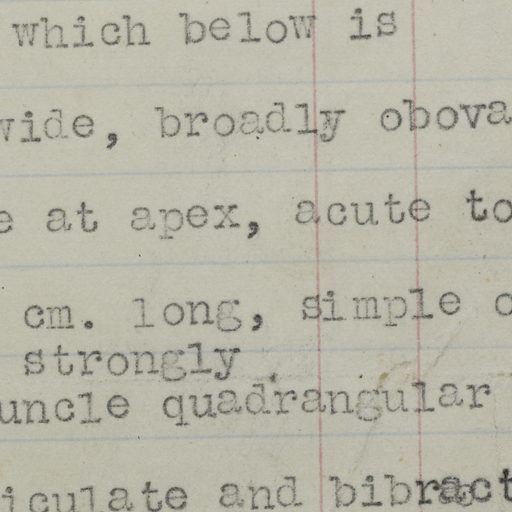 which below is
wide, broadly obova
e at apex, acute to
cm. long, simple o
strongly
uncle quadrangular
iculate and bibract